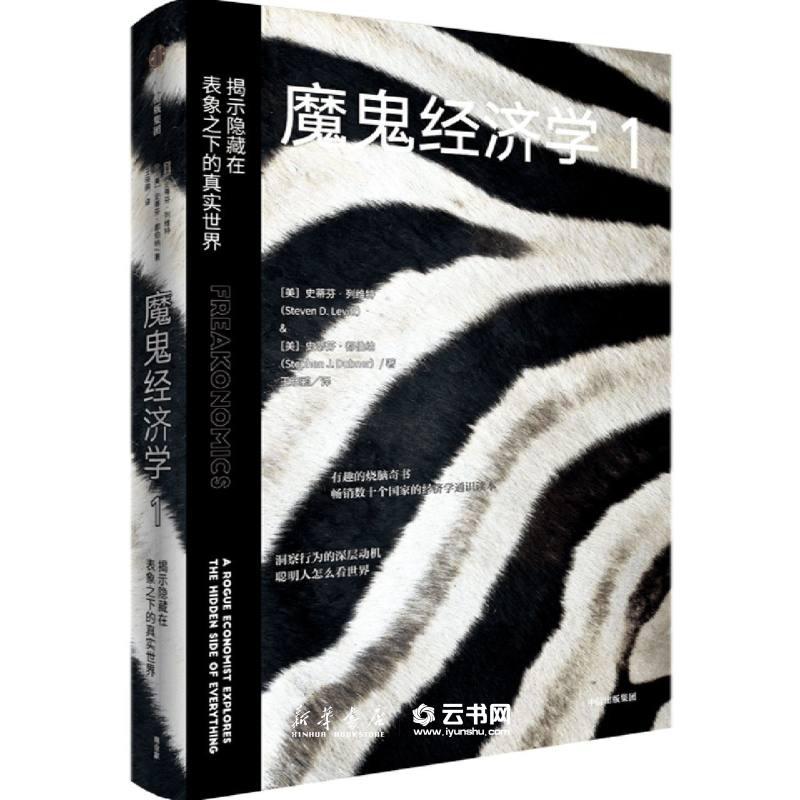 魔鬼经济学 1
揭示隐藏在
表象之下的真实世界
FREAKONOMICS
A ROGUE ECONOMIST EXPLORES
THE HIDDEN SIDE OF EVERYTHING
[美] 史蒂芬·列维特
(Steven D. Levitt)
&
[美] 史蒂芬·都伯纳
(Stephen J. Dubner) / 著
有趣的烧脑奇书
畅销数十个国家的经济学通识读本
洞察行为的深层动机
聪明人怎么看世界
中信出版集团
魔鬼经济学 1
揭示隐藏在
表象之下的真实世界
新华书店
XINHUA BOOKSTORE
云书网
www.iyunshu.com